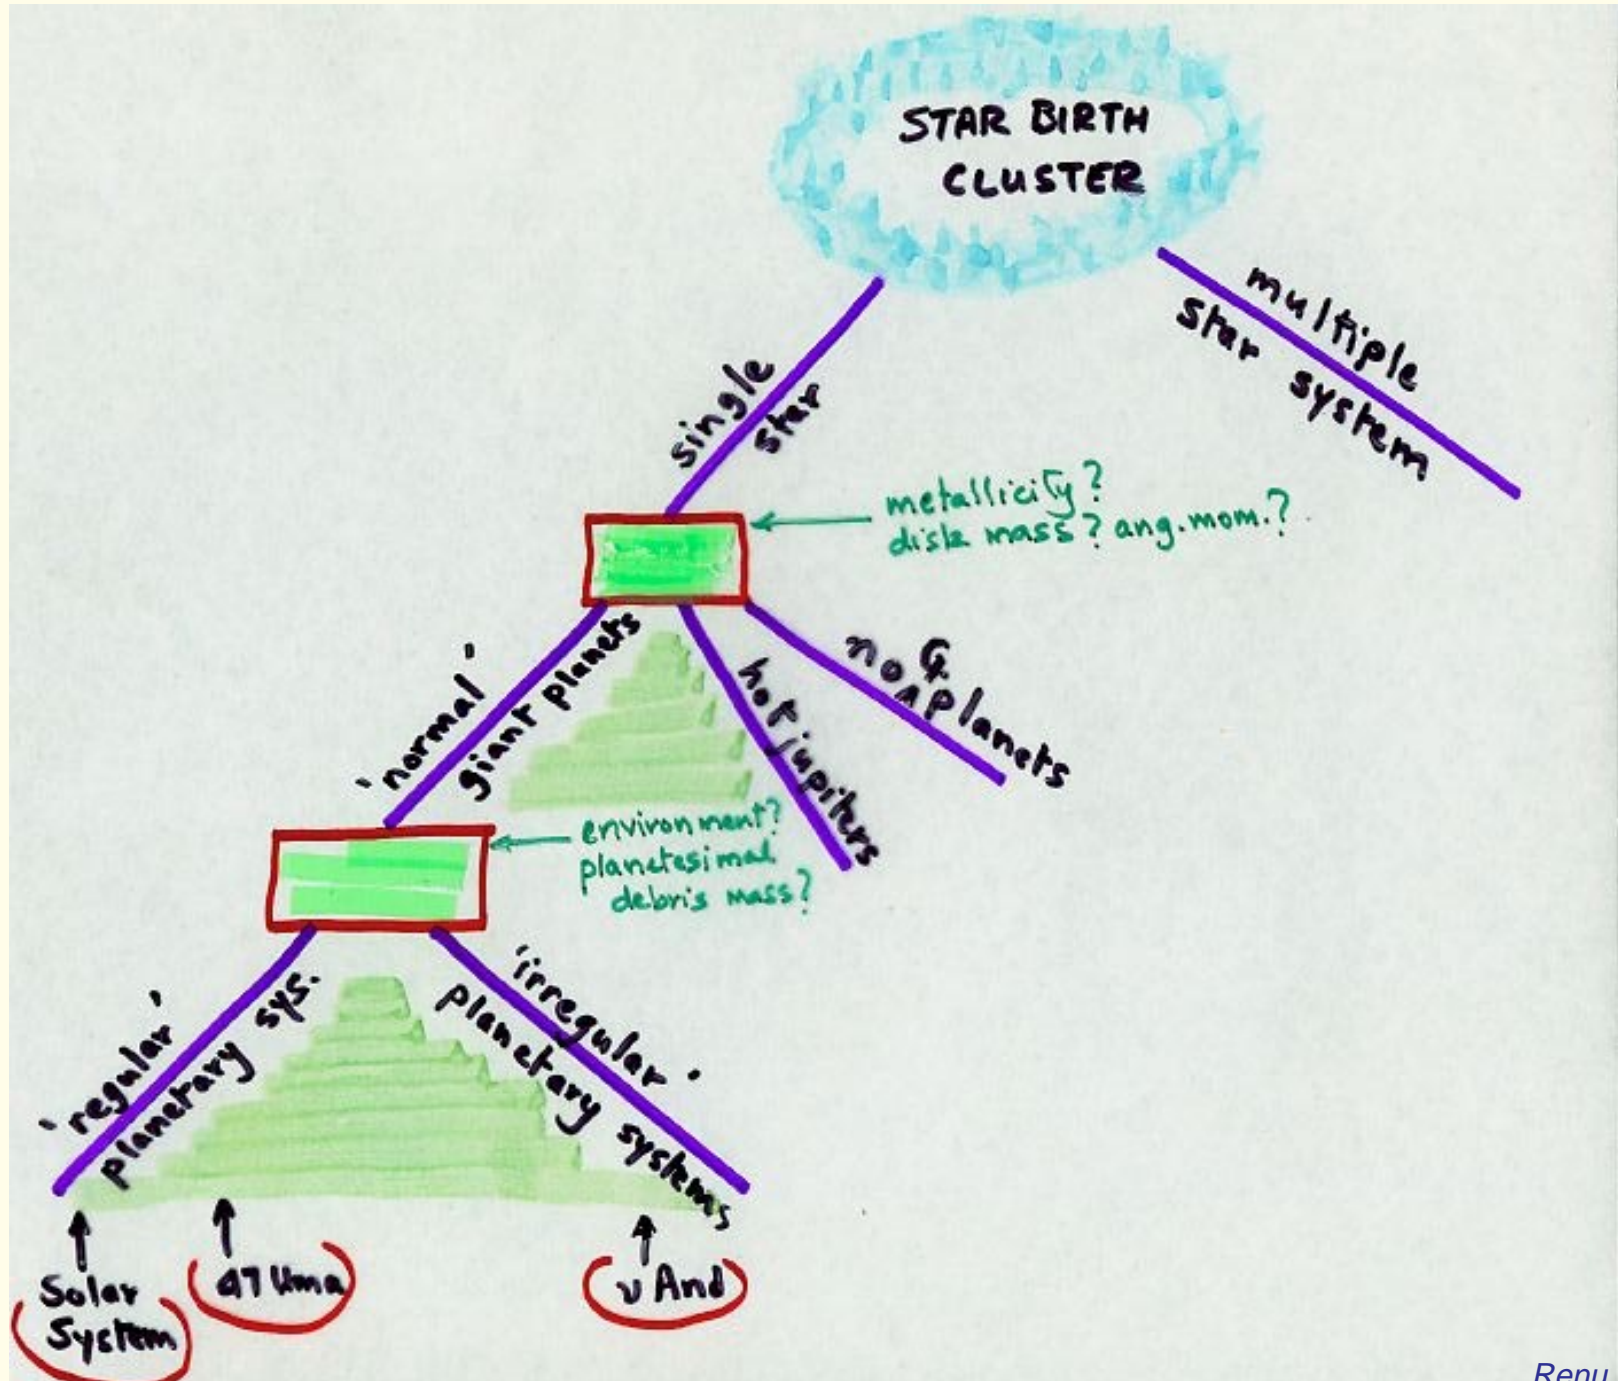 STAR BIRTH
CLUSTER
multiple
star system
single
star
metallicity?
disk mass? ang. mom.?
'normal'
giant planets
hot jupiters
no G planets
environment?
planetesimal
debris mass?
'regular'
planetary sys.
'irregular'
planetary systems
Solar
System
47 Uma
υ And
Renu